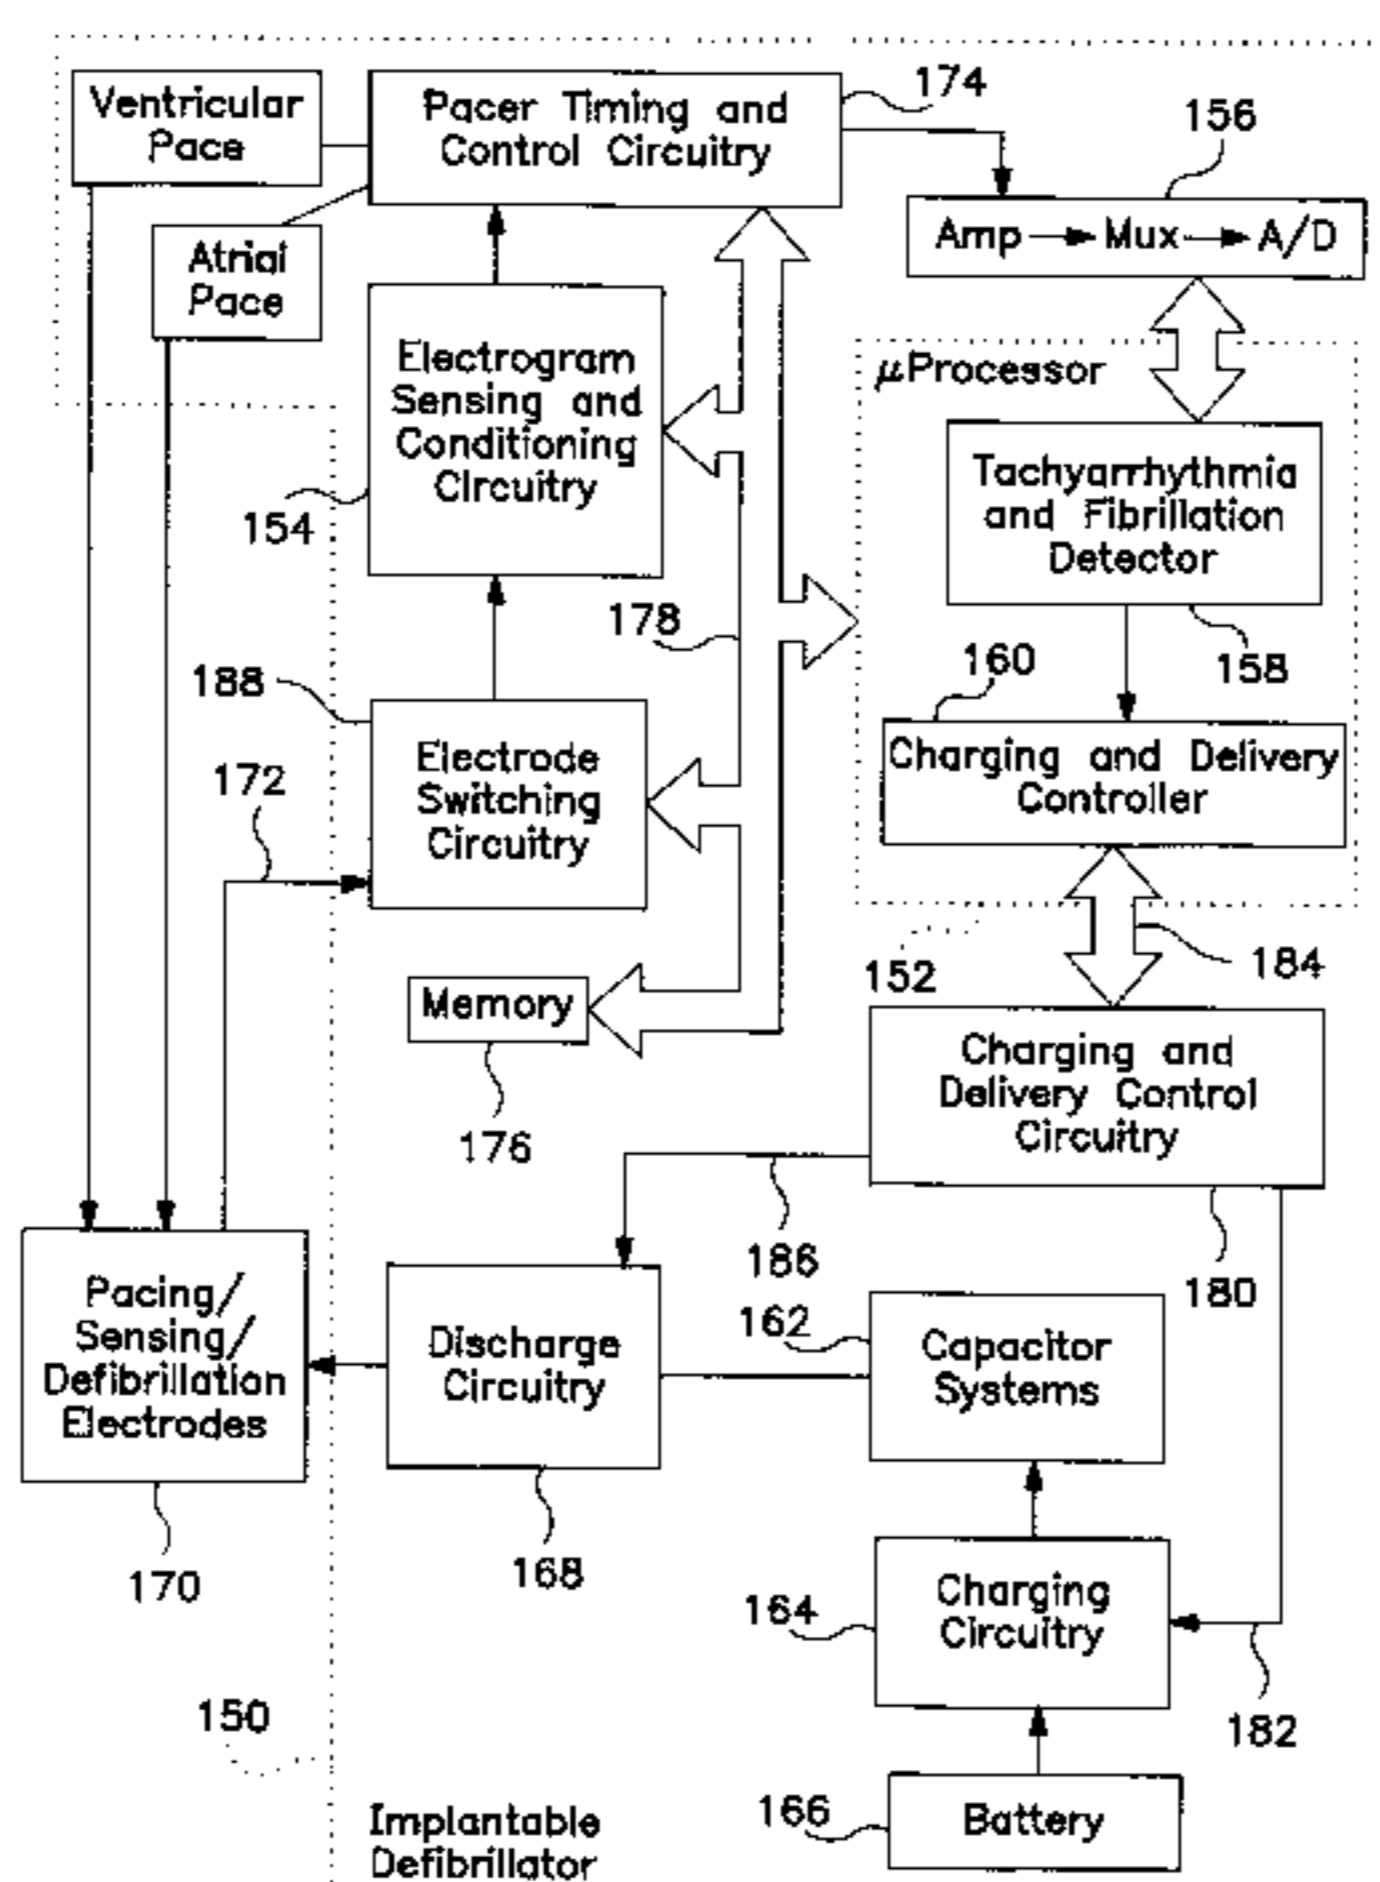 Ventricular
Pace
Pacer Timing and
Control Circuitry
174
156
Amp Mux A/D
Atrial
Pace
Electrogram
Sensing and
Conditioning
Circuitry
154
μProcessor
Tachyarrhythmia
and Fibrillation
Detector
158
178
160
188
Electrode
Switching
Circuitry
Charging and Delivery
Controller
172
152
184
Memory
176
Charging and
Delivery Control
Circuitry
186
180
Pacing/
Sensing/
Defibrillation
Electrodes
170
Discharge
Circuitry
168
162
Capacitor
Systems
164
Charging
Circuitry
182
150
166
Battery
Implantable
Defibrillator